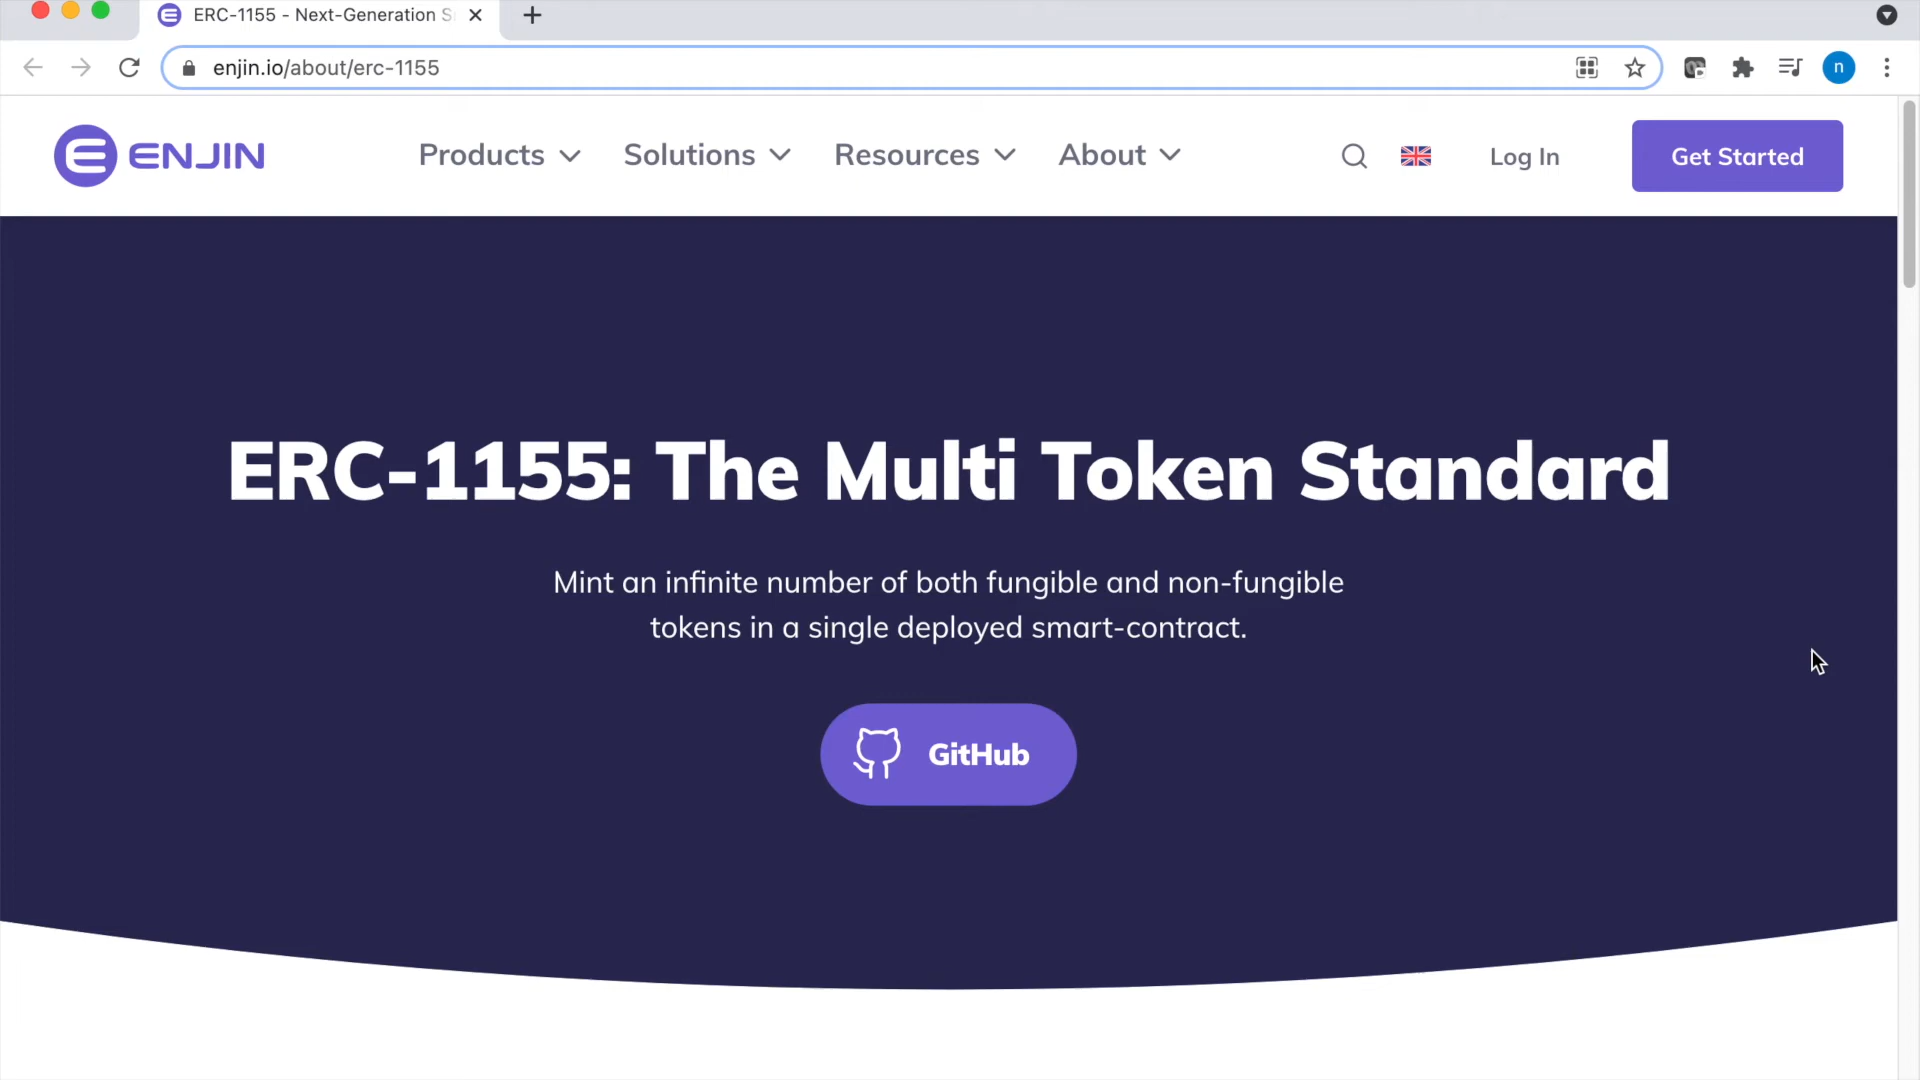 ERC-1155 - Next-Generation S
enjin.io/about/erc-1155
n
ENJIN
Products
Solutions
Resources
About
Log In
Get Started
ERC-1155: The Multi Token Standard
Mint an infinite number of both fungible and non-fungible
tokens in a single deployed smart-contract.
GitHub